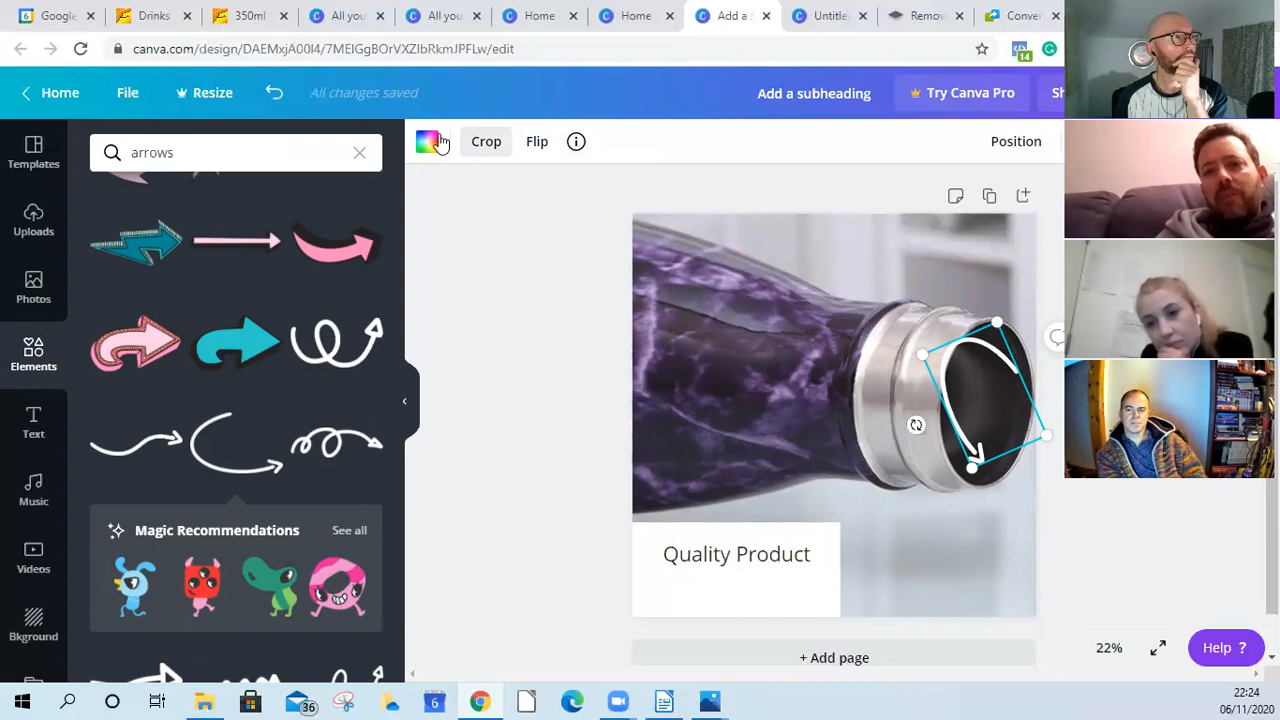 Google
Drinks
350ml
All you
All you
Home
Home
Add a s
Untitle
Remov
Conver
canva.com/design/DAEMxjA00I4/7MEIGgBOrVXZIbRkmJPFLw/edit
14
Home
File
Resize
All changes saved
Add a subheading
Try Canva Pro
Sh
arrows
Crop
Flip
Position
Templates
Uploads
Photos
Elements
Text
Music
Videos
Bkground
Magic Recommendations
See all
Quality Product
+ Add page
22%
Help ?
36
6
22:24
06/11/2020